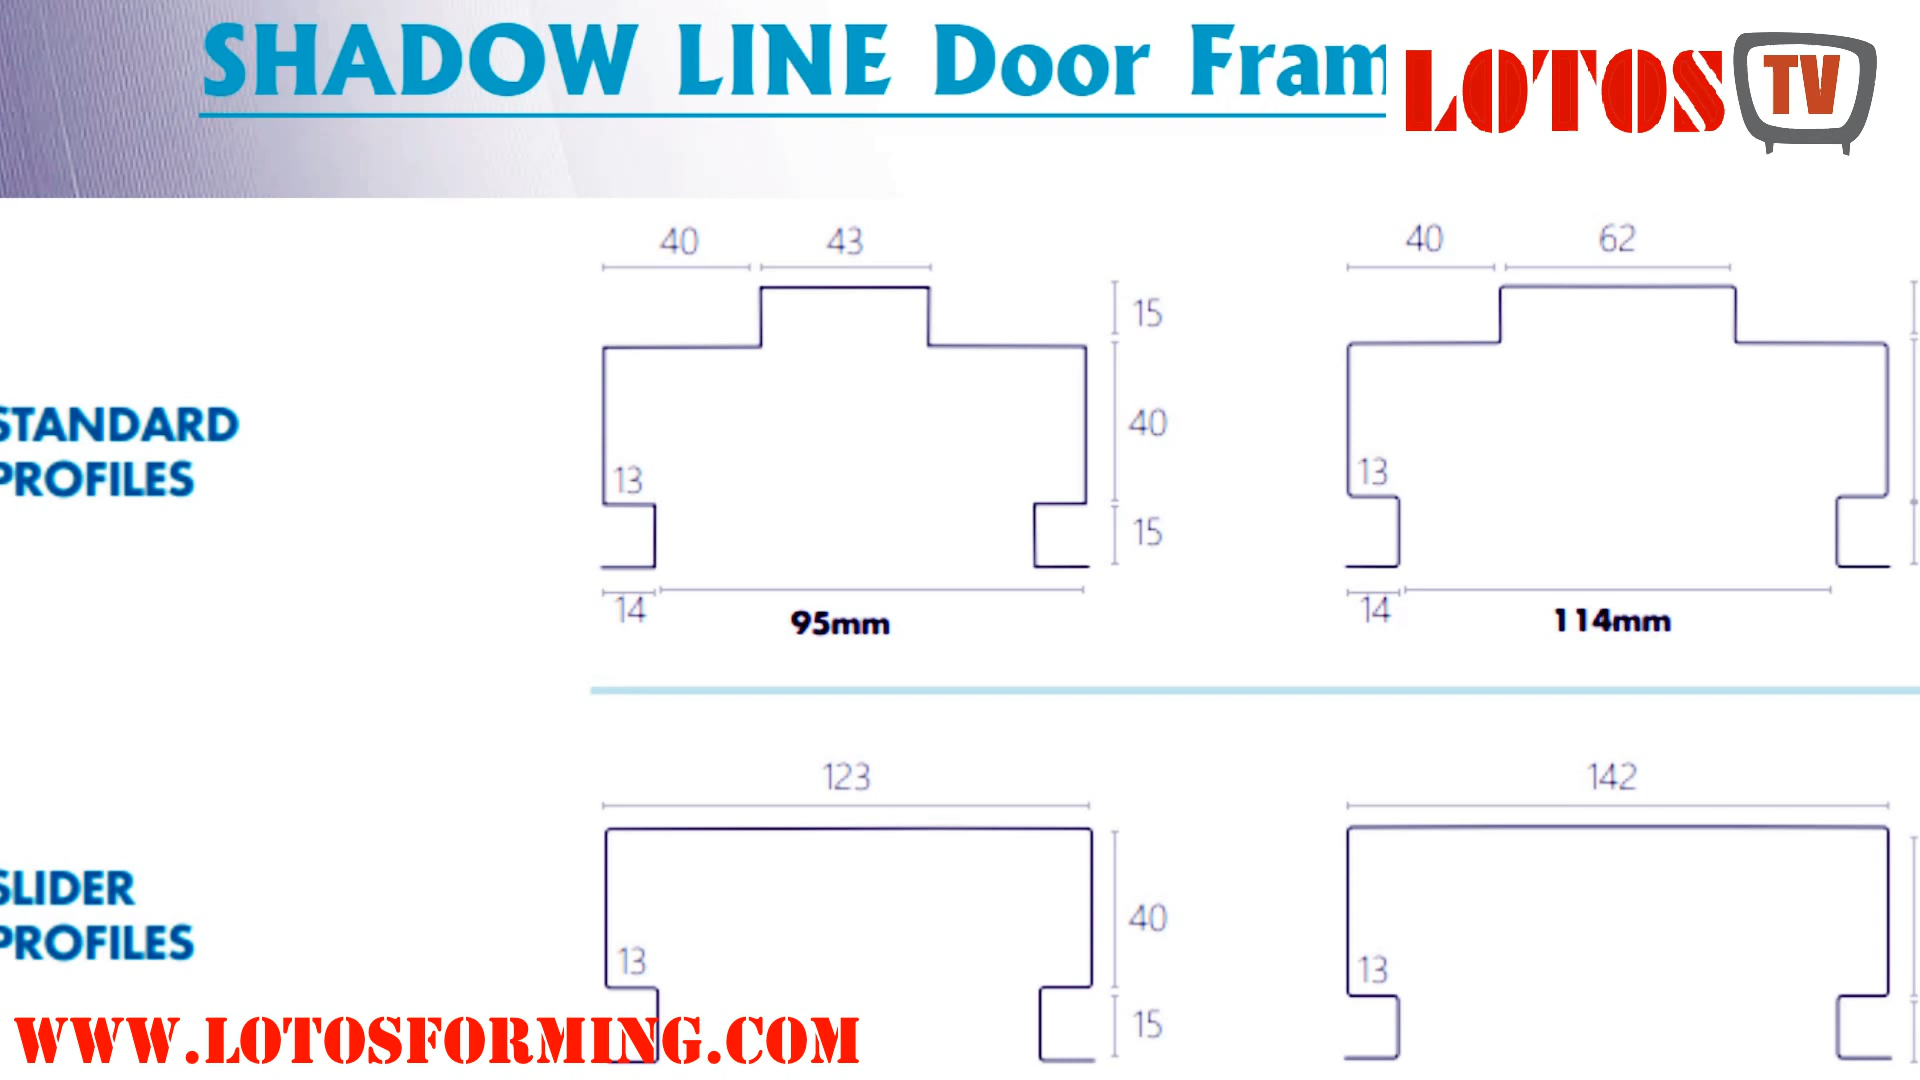 SHADOW LINE Door Fram
LOTOS TV
40 43
40 62
15
STANDARD
PROFILES
40
13
13
15
14
95mm
14
114mm
123
142
SLIDER
PROFILES
40
13
13
15
WWW.LOTOSFORMING.COM